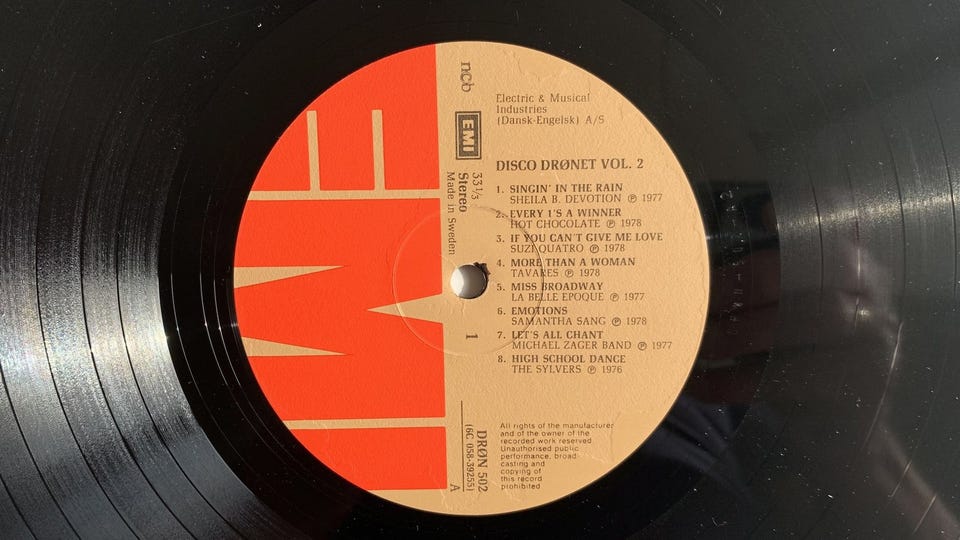 EMI
ncb
EMI
33 1/3
Stereo
Made in Sweden
Electric & Musical
Industries
(Dansk-Engelsk) A/S
DISCO DRØNET VOL. 2
1. SINGIN' IN THE RAIN
SHEILA B. DEVOTION ℗ 1977
2. EVERY 1'S A WINNER
HOT CHOCOLATE ℗ 1978
3. IF YOU CAN'T GIVE ME LOVE
SUZI QUATRO ℗ 1978
4. MORE THAN A WOMAN
TAVARES ℗ 1978
5. MISS BROADWAY
LA BELLE EPOQUE ℗ 1977
6. EMOTIONS
SAMANTHA SANG ℗ 1978
7. LET'S ALL CHANT
MICHAEL ZAGER BAND ℗ 1977
8. HIGH SCHOOL DANCE
THE SYLVERS ℗ 1976
1
DRØN 502
(6C 058-39255)
A
All rights of the manufacturer
and of the owner of the
recorded work reserved.
Unauthorised public
performance, broad-
casting and
copying of
this record
prohibited